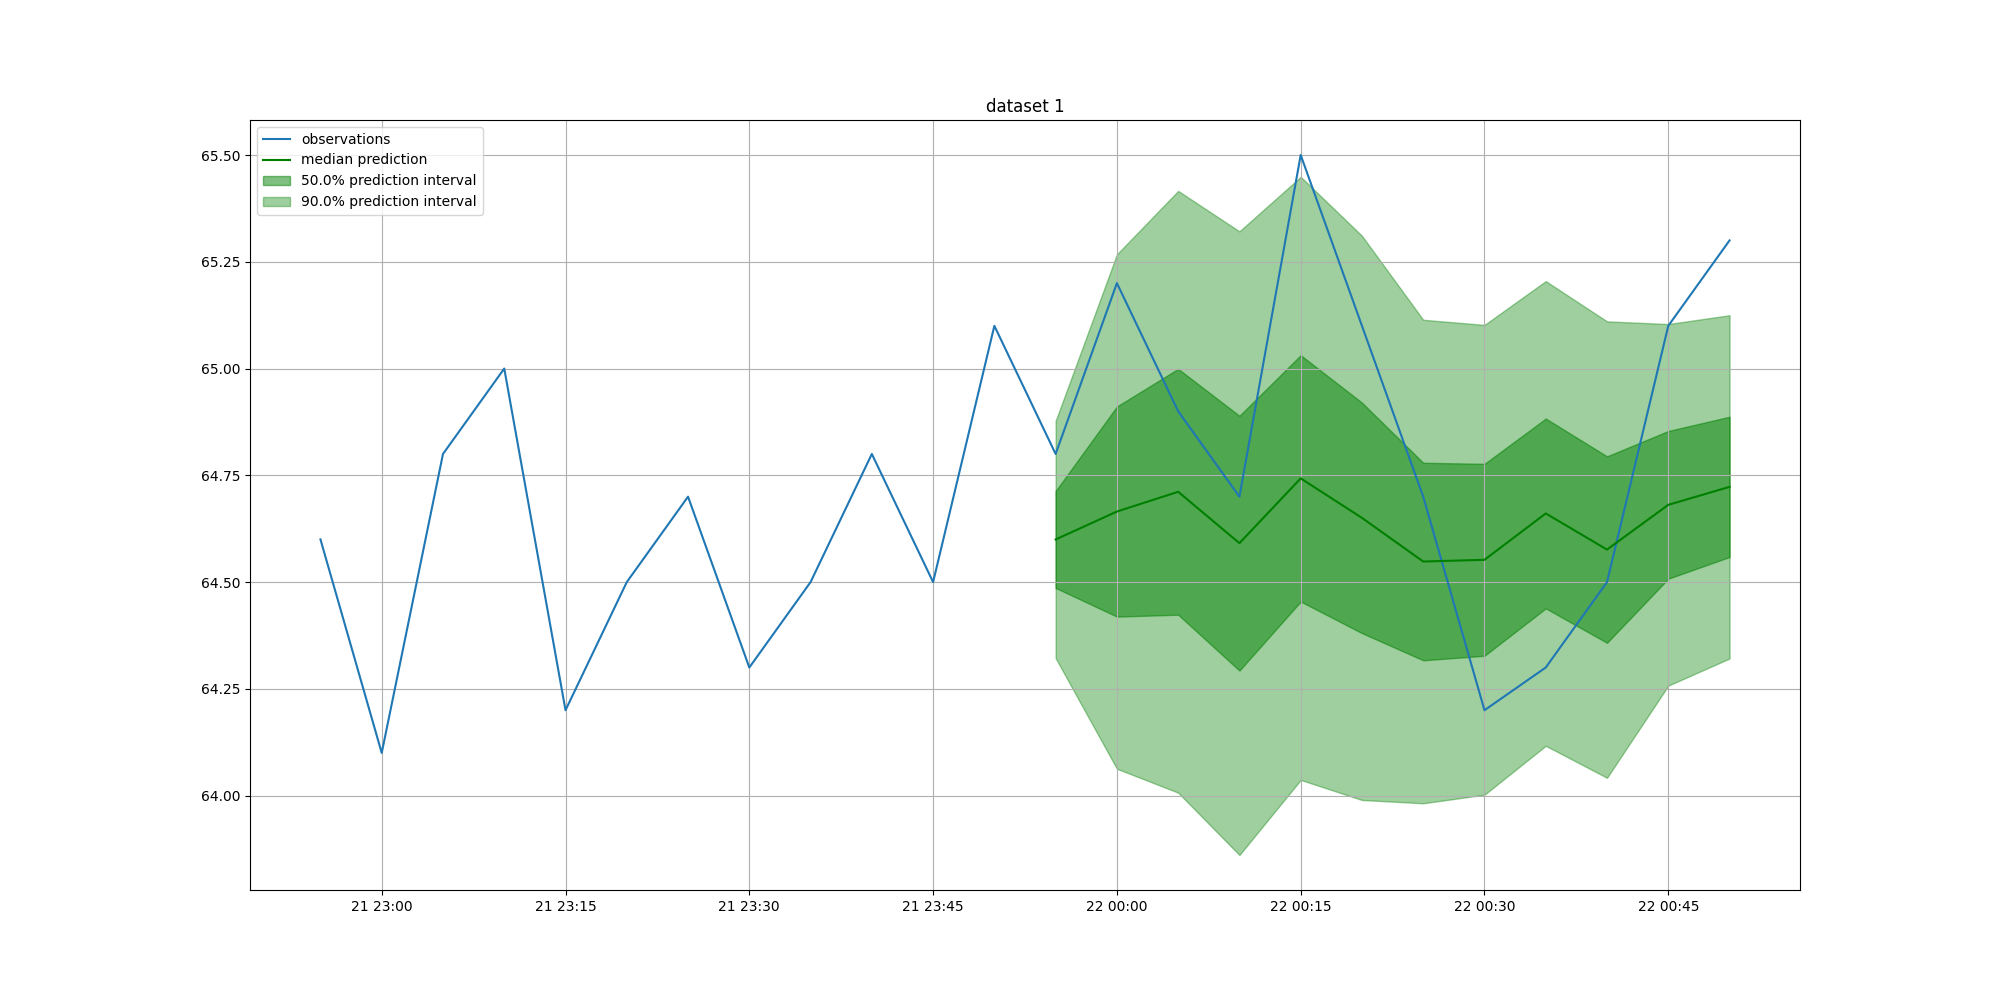 dataset 1
observations
median prediction
50.0% prediction interval
90.0% prediction interval
65.50
65.25
65.00
64.75
64.50
64.25
64.00
21 23:00 21 23:15 21 23:30 21 23:45 22 00:00 22 00:15 22 00:30 22 00:45